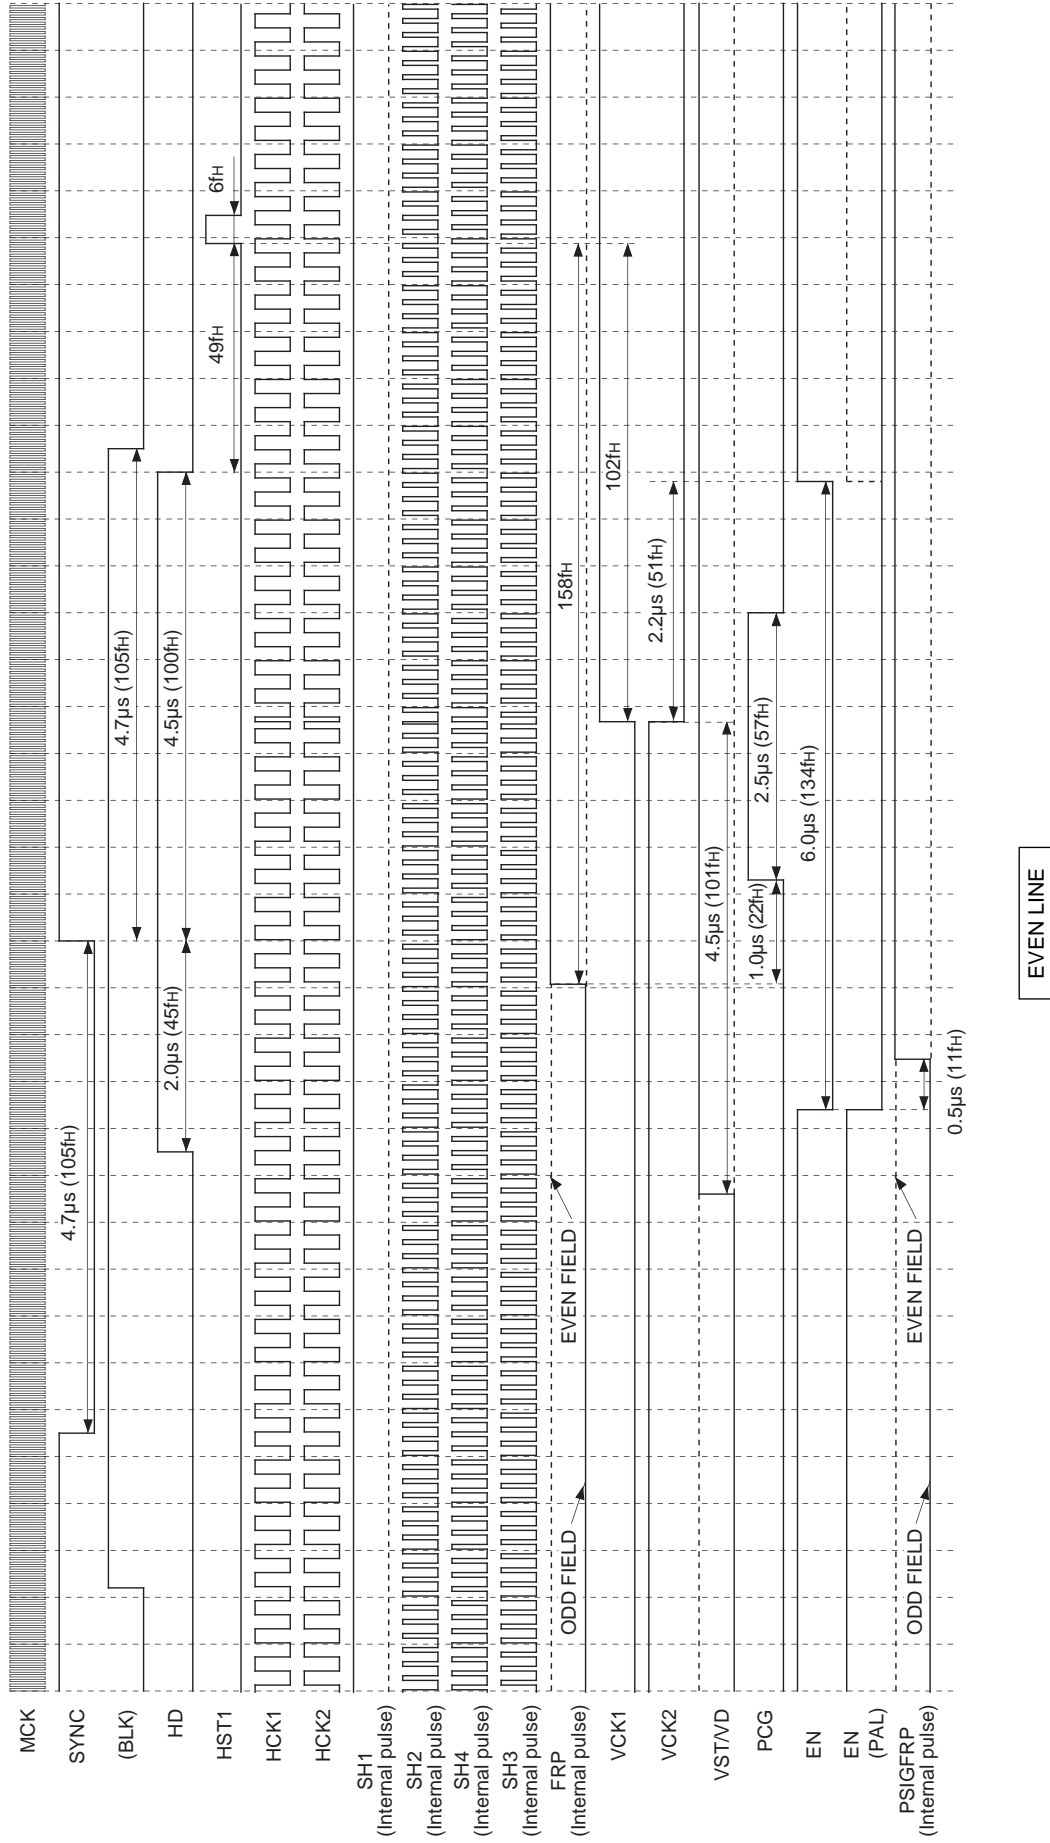 MCK
SYNC
(BLK)
HD
HST1
HCK1
HCK2
SH1
(Internal pulse)
SH2
(Internal pulse)
SH4
(Internal pulse)
SH3
(Internal pulse)
FRP
(Internal pulse)
VCK1
VCK2
VST/VD
PCG
EN
EN
(PAL)
PSIGFRP
(Internal pulse)
4.7µs (105fH)
4.7µs (105fH)
2.0µs (45fH)
4.5µs (100fH)
49fH
6fH
ODD FIELD
EVEN FIELD
158fH
102fH
2.2µs (51fH)
4.5µs (101fH)
1.0µs (22fH)
2.5µs (57fH)
6.0µs (134fH)
ODD FIELD
EVEN FIELD
0.5µs (11fH)
EVEN LINE